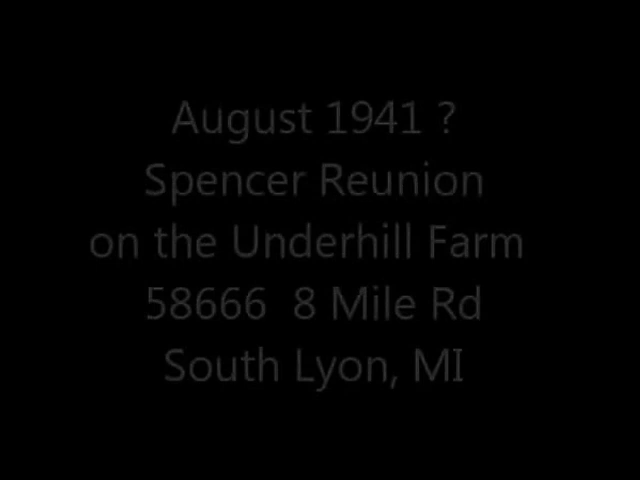 August 1941 ?
Spencer Reunion
on the Underhill Farm
58666  8 Mile Rd
South Lyon, MI